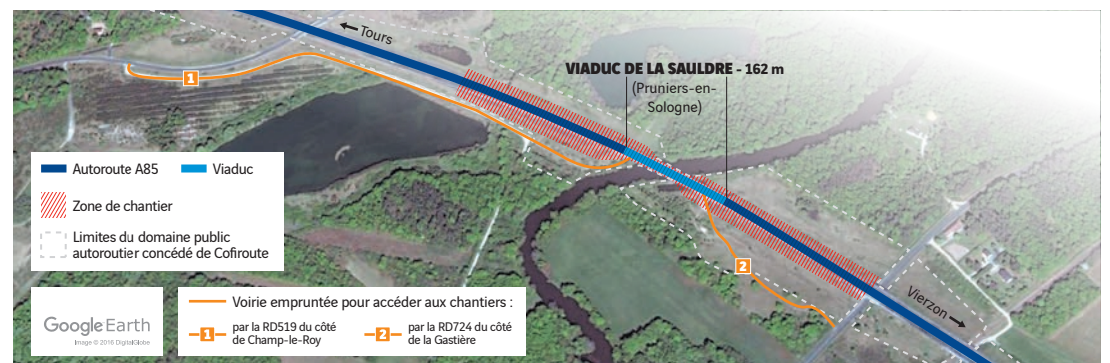 Tours
VIADUC DE LA SAULDRE - 162 m
(Pruniers-en-
Sologne)
1
2
Vierzon
Autoroute A85
Viaduc
Zone de chantier
Limites du domaine public
autoroutier concédé de Cofiroute
Google Earth
Image © 2016 DigitalGlobe
Voirie empruntée pour accéder aux chantiers :
1
par la RD519 du côté
de Champ-le-Roy
2
par la RD724 du côté
de la Gastière